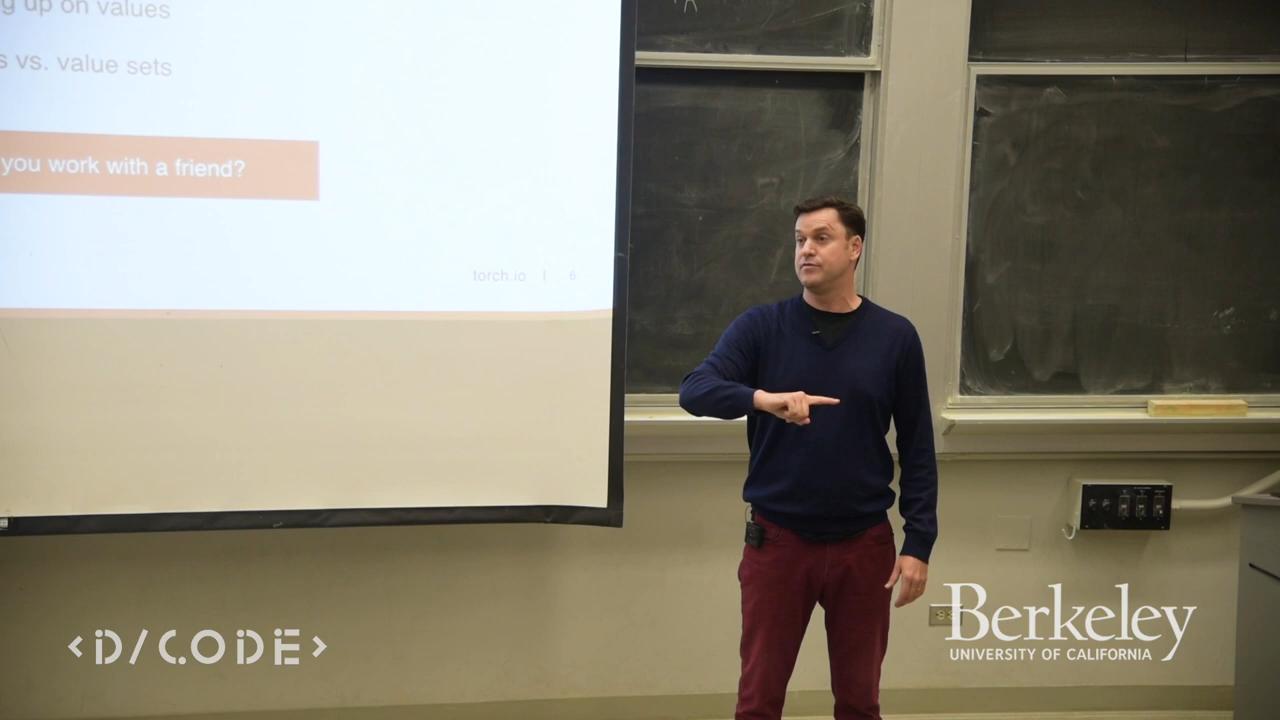 g up on values
s vs. value sets
you work with a friend?
torch.io | 6
<D/CODE>
Berkeley
UNIVERSITY OF CALIFORNIA